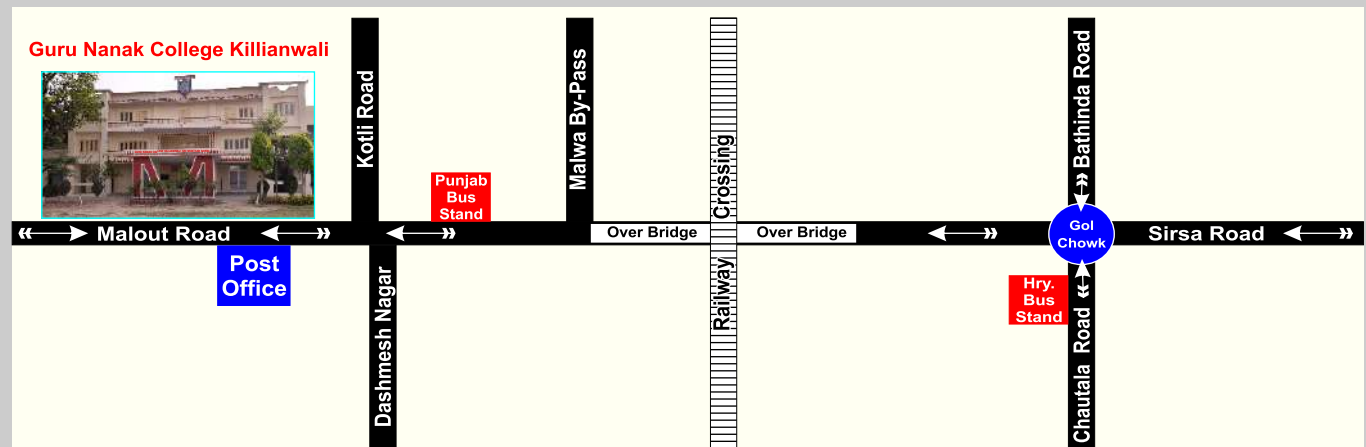 Guru Nanak College Killianwali
Kotli Road
Malwa By-Pass
Railway Crossing
Bathinda Road
Punjab
Bus
Stand
Malout Road
Over Bridge
Over Bridge
Gol
Chowk
Sirsa Road
Post
Office
Dashmesh Nagar
Hry.
Bus
Stand
Chautala Road